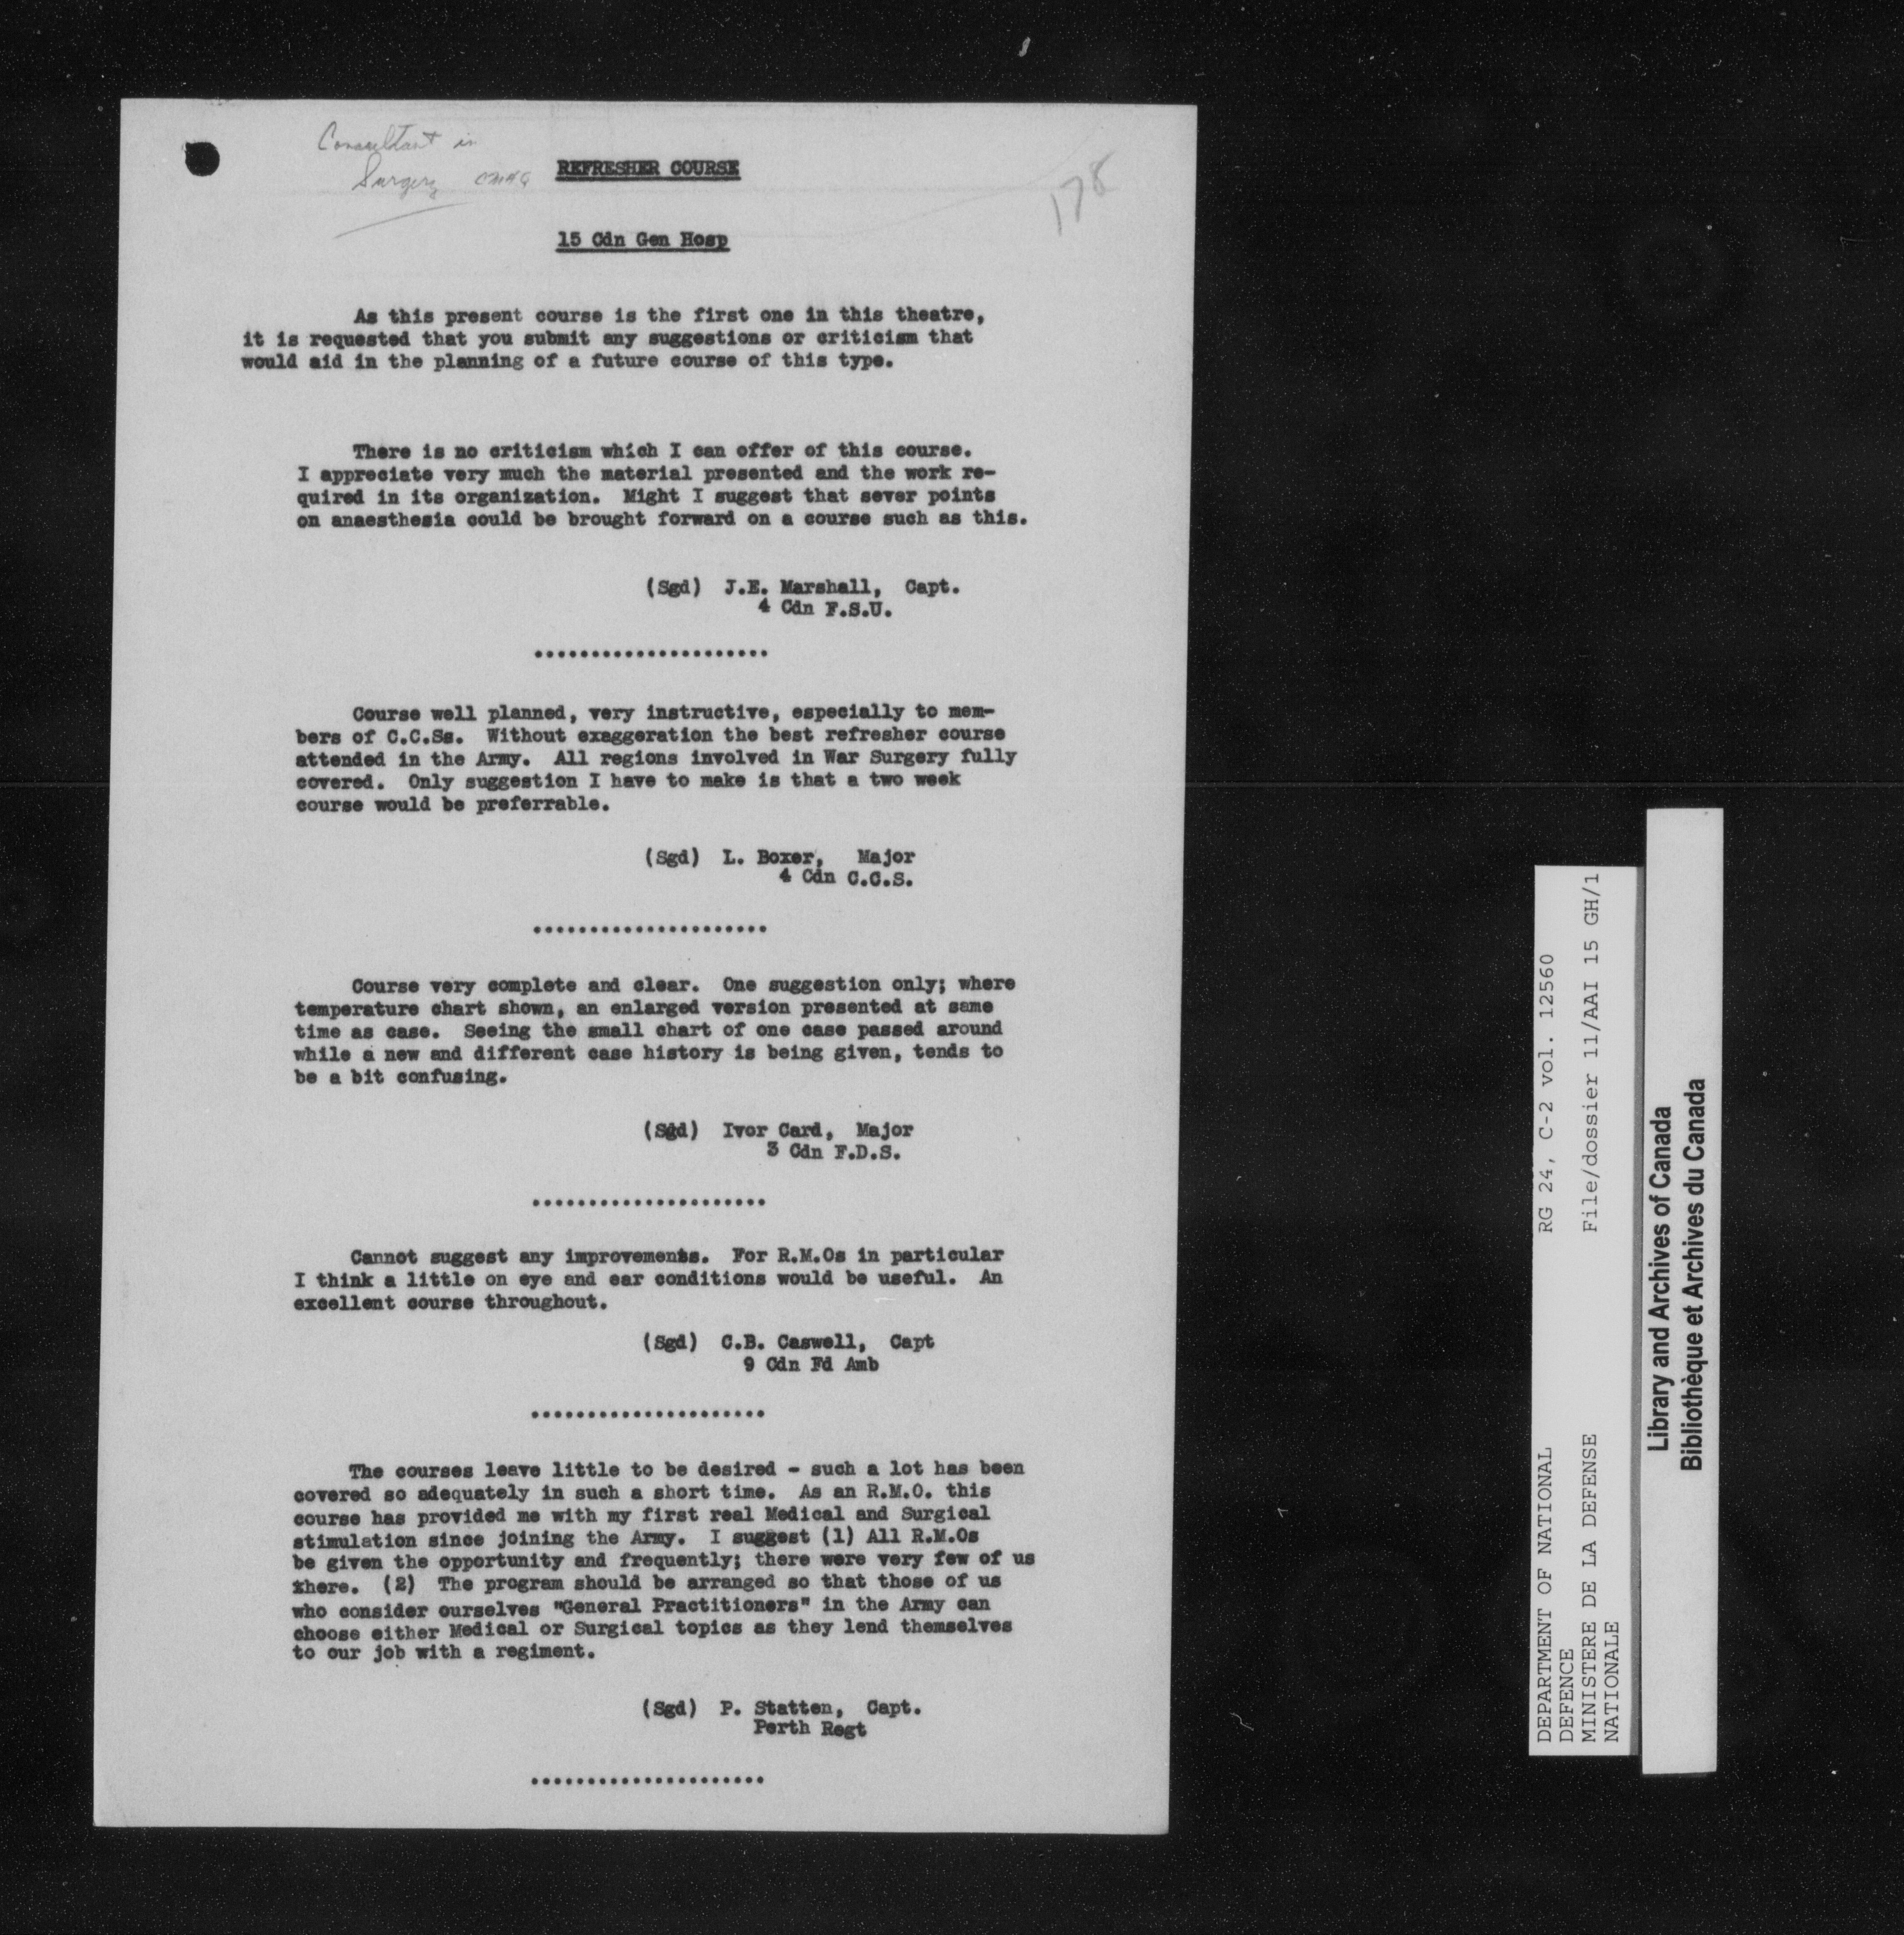 Consultant in
Surgery CMHQ
REFRESHER COURSE
178
15 Cdn Gen Hosp
As this present course is the first one in this theatre,
it is requested that you submit any suggestions or criticism that
would aid in the planning of a future course of this type.
There is no criticism which I can offer of this course.
I appreciate very much the material presented and the work re-
quired in its organization. Might I suggest that sever points
on anaesthesia could be brought forward on a course such as this.
(Sgd) J.E. Marshall, Capt.
4 Cdn F.S.U.
.....................
Course well planned, very instructive, especially to mem-
bers of C.C.Ss. Without exaggeration the best refresher course
attended in the Army. All regions involved in War Surgery fully
covered. Only suggestion I have to make is that a two week
course would be preferrable.
(Sgd) L. Boxer, Major
4 Cdn C.C.S.
.....................
Course very complete and clear. One suggestion only; where
temperature chart shown, an enlarged version presented at same
time as case. Seeing the small chart of one case passed around
while a new and different case history is being given, tends to
be a bit confusing.
(Sgd) Ivor Card, Major
3 Cdn F.D.S.
.....................
Cannot suggest any improvements. For R.M.Os in particular
I think a little on eye and ear conditions would be useful. An
excellent course throughout.
(Sgd) C.B. Caswell, Capt
9 Cdn Fd Amb
.....................
The courses leave little to be desired - such a lot has been
covered so adequately in such a short time. As an R.M.O. this
course has provided me with my first real Medical and Surgical
stimulation since joining the Army. I suggest (1) All R.M.Os
be given the opportunity and frequently; there were very few of us
there. (2) The program should be arranged so that those of us
who consider ourselves "General Practitioners" in the Army can
choose either Medical or Surgical topics as they lend themselves
to our job with a regiment.
(Sgd) P. Statten, Capt.
Perth Regt
.....................
DEPARTMENT OF NATIONAL RG 24, C-2 vol. 12560
DEFENCE
MINISTERE DE LA DEFENSE File/dossier 11/AAI 15 GH/1
NATIONALE
Library and Archives of Canada
Bibliothèque et Archives du Canada